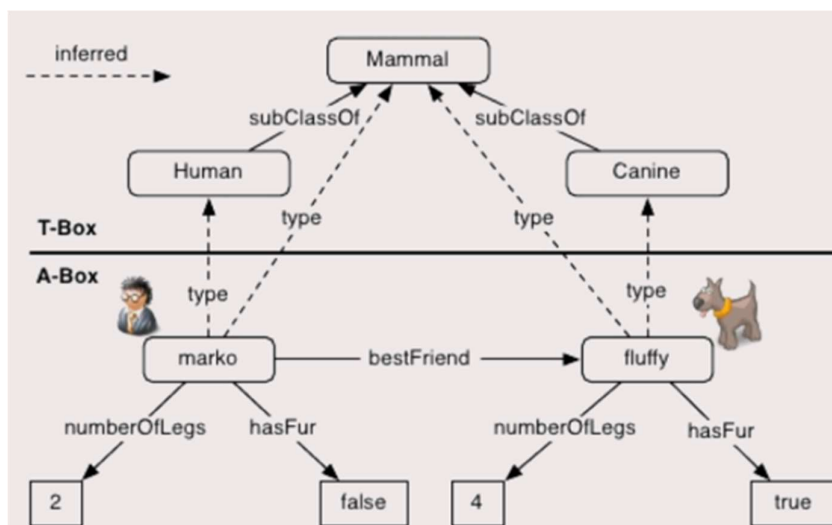 Mammal
inferred
subClassOf
subClassOf
Human
Canine
type
type
T-Box
A-Box
type
type
marko
bestFriend
fluffy
numberOfLegs
hasFur
numberOfLegs
hasFur
2
false
4
true